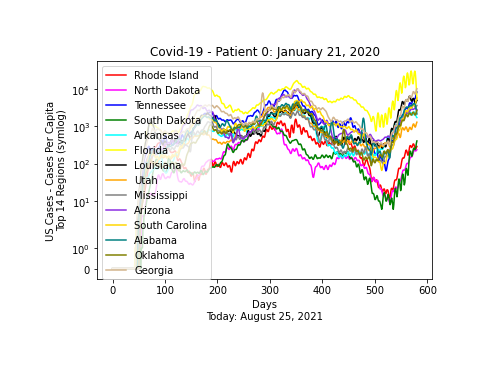 Covid-19 - Patient 0: January 21, 2020
US Cases - Cases Per Capita
Top 14 Regions (symlog)
10⁴
10³
10²
10¹
10⁰
0
Rhode Island
North Dakota
Tennessee
South Dakota
Arkansas
Florida
Louisiana
Utah
Mississippi
Arizona
South Carolina
Alabama
Oklahoma
Georgia
0 100 200 300 400 500 600
Days
Today: August 25, 2021